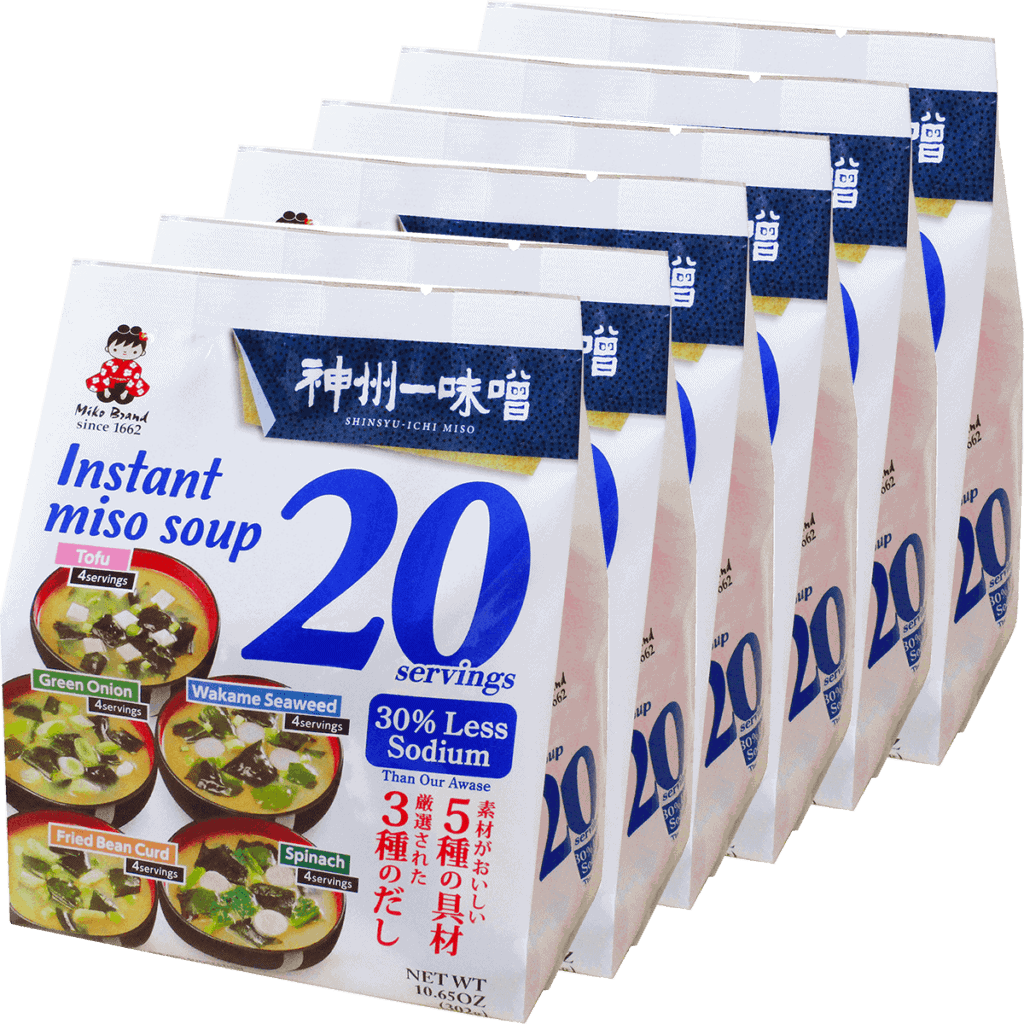 神州一味噌
SHINSYU-ICHI MISO
Miko Brand
since 1662
Instant
miso soup
20
servings
Tofu
4servings
Green Onion
4servings
Wakame Seaweed
4servings
Fried Bean Curd
4servings
Spinach
4servings
30% Less
Sodium
Than Our Awase
素材がおいしい
5種の具材
厳選された
3種のだし
NET WT
10.65OZ
(302g)